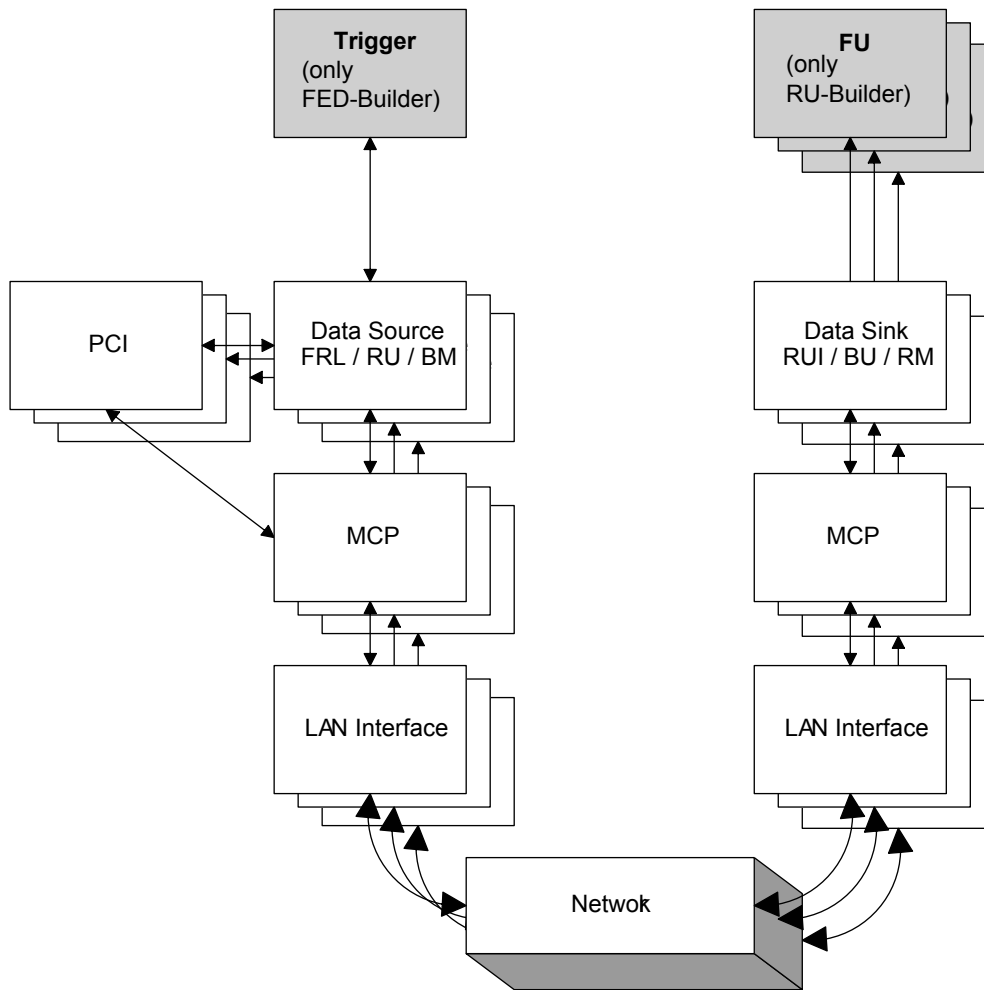 Trigger
(only
FED-Builder)
FU
(only
RU-Builder)
)
)
PCI
Data Source
FRL / RU / BM
Data Sink
RUI / BU / RM
MCP
MCP
LAN Interface
LAN Interface
Netwok